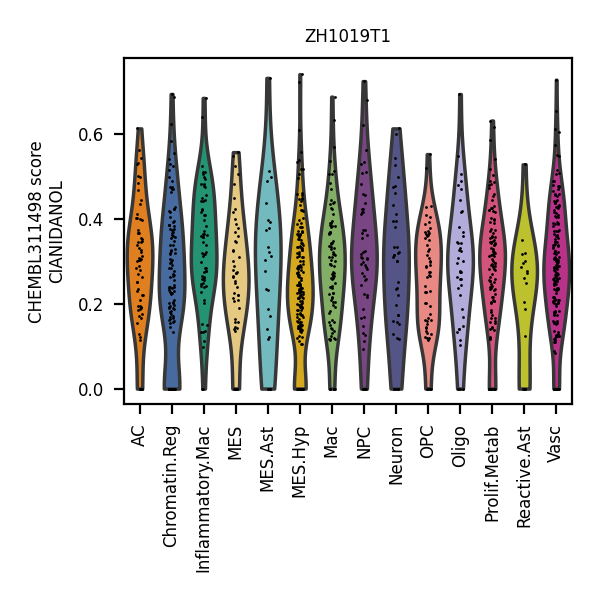 ZH1019T1
CHEMBL311498 score
CIANIDANOL
0.6
0.4
0.2
0.0
AC
Chromatin.Reg
Inflammatory.Mac
MES
MES.Ast
MES.Hyp
Mac
NPC
Neuron
OPC
Oligo
Prolif.Metab
Reactive.Ast
Vasc